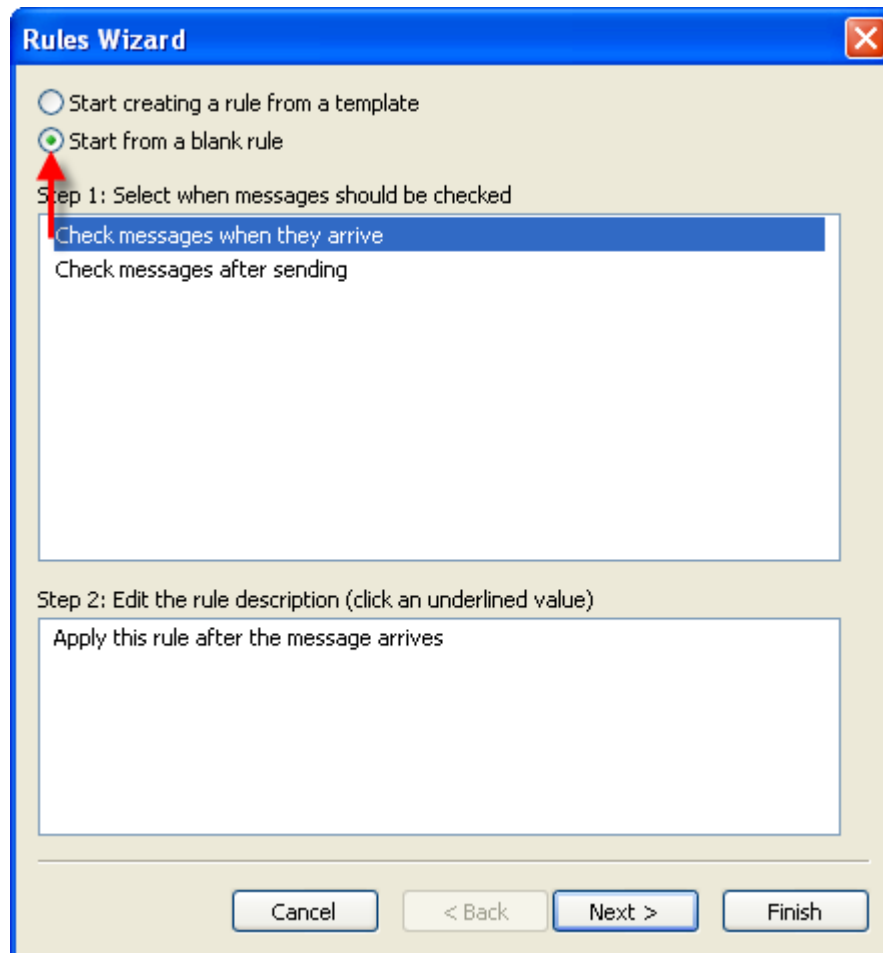 Rules Wizard
Start creating a rule from a template
Start from a blank rule
Step 1: Select when messages should be checked
Check messages when they arrive
Check messages after sending
Step 2: Edit the rule description (click an underlined value)
Apply this rule after the message arrives
Cancel
< Back
Next >
Finish